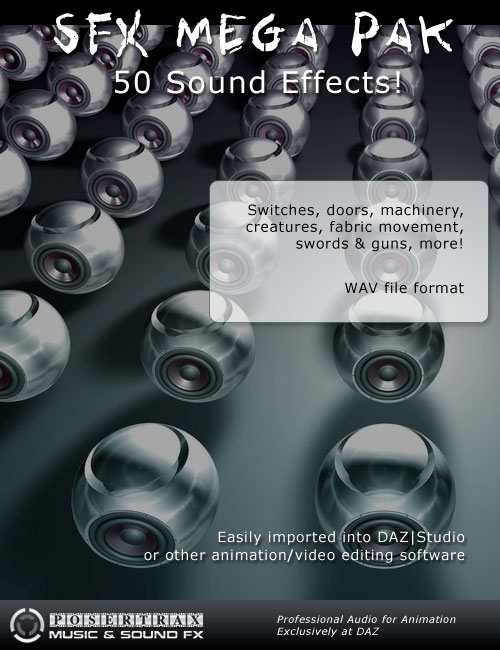 SFX MEGA PAK
50 Sound Effects!
Switches, doors, machinery,
creatures, fabric movement,
swords & guns, more!
WAV file format
Easily imported into DAZ|Studio
or other animation/video editing software
POSERTRAX
MUSIC & SOUND FX
Professional Audio for Animation
Exclusively at DAZ